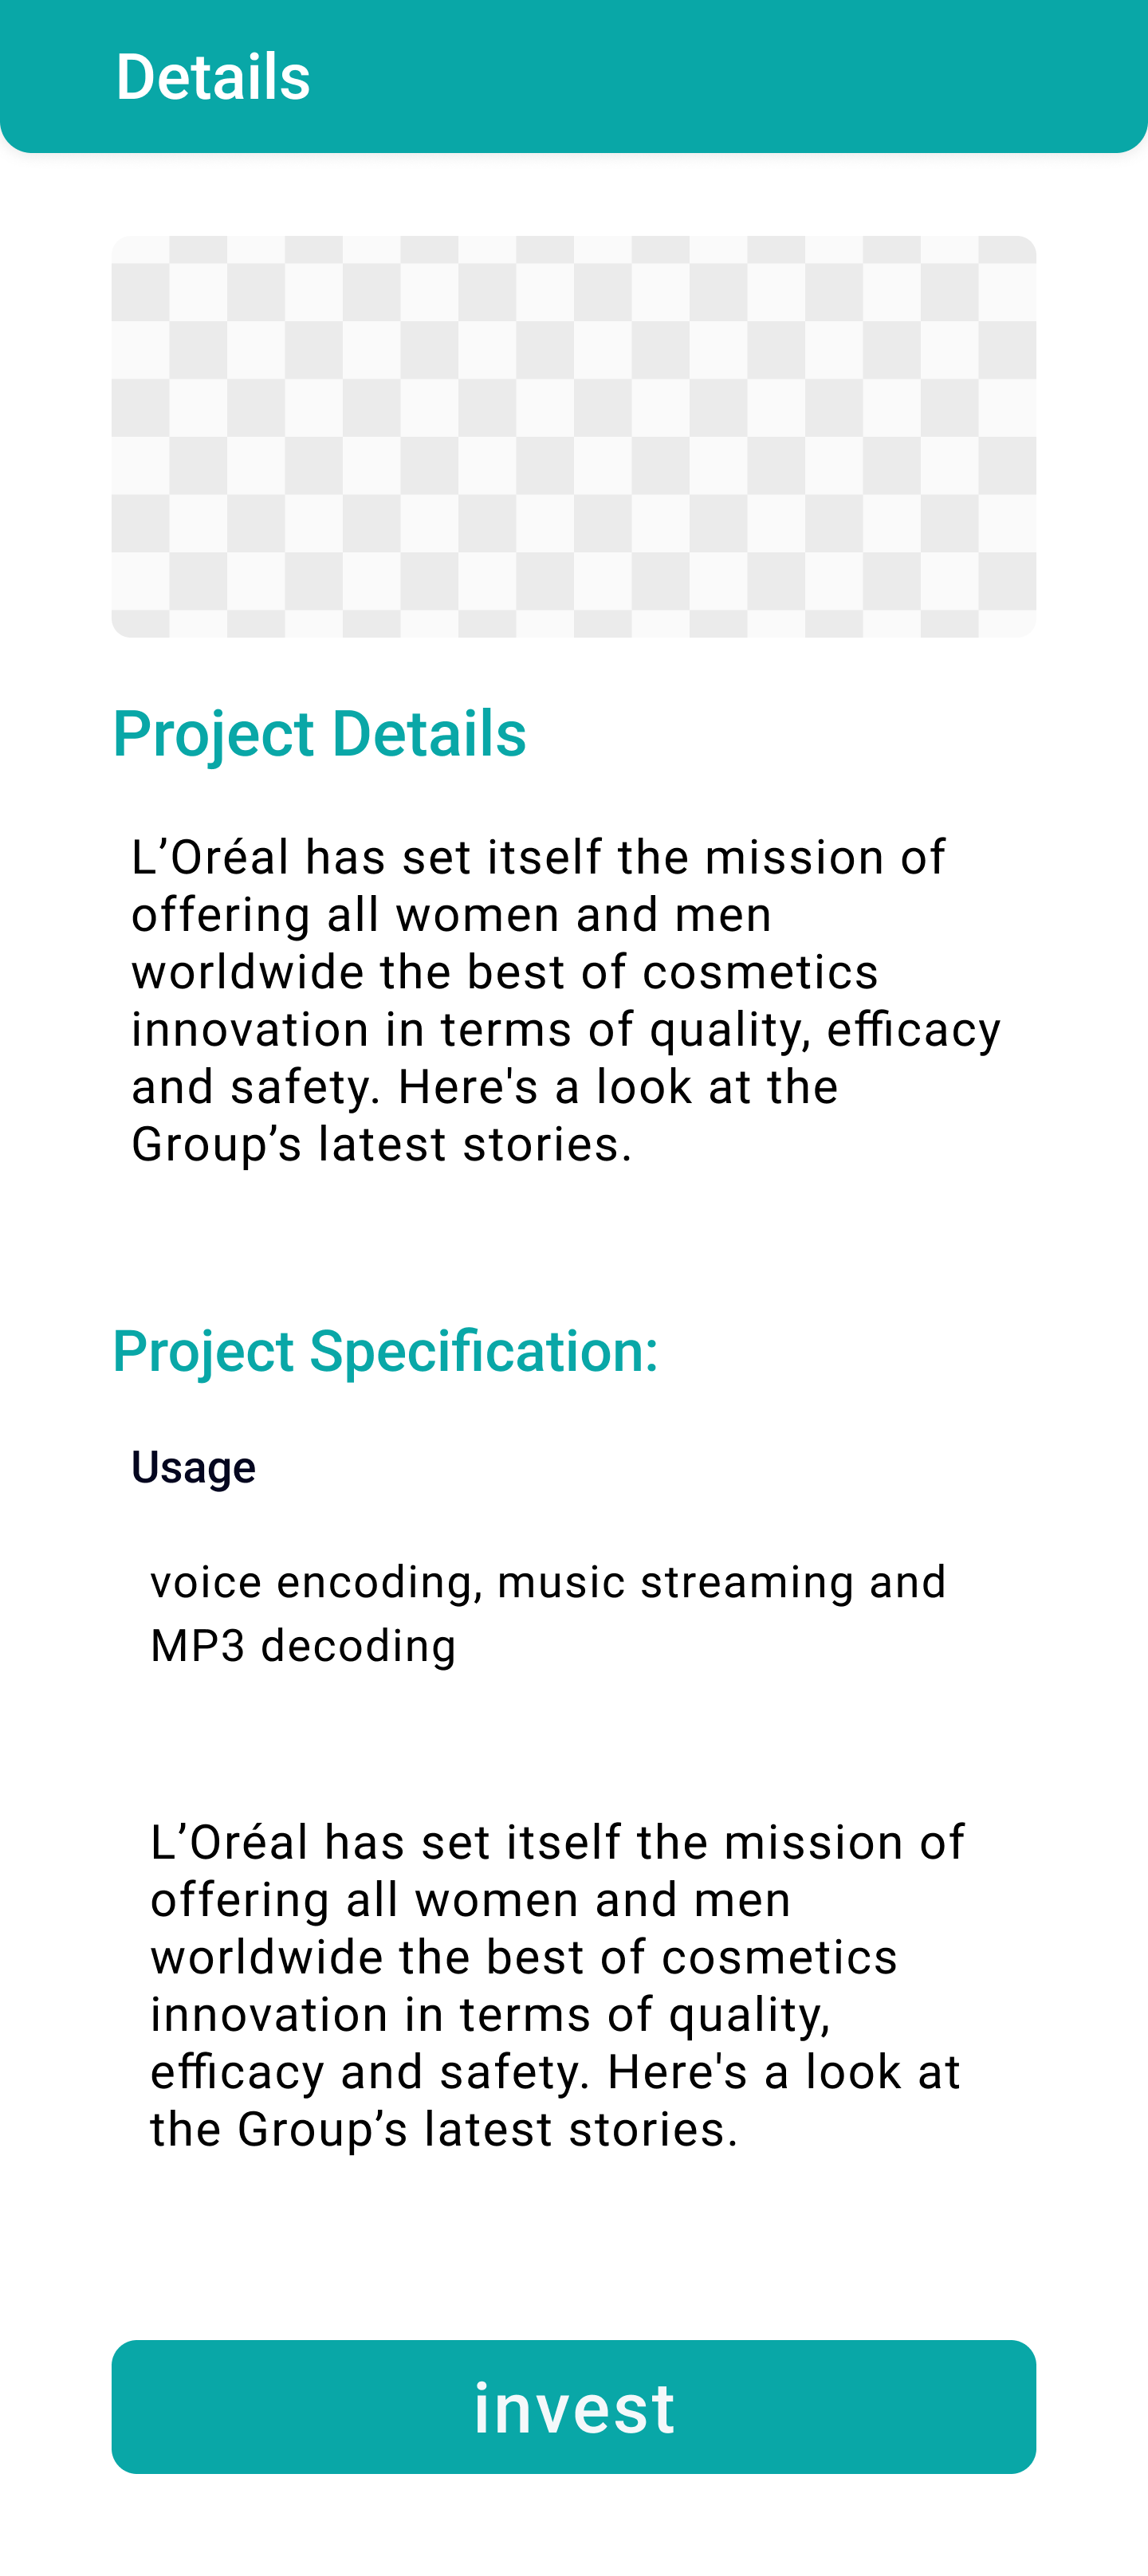 Details
Project Details
L’Oréal has set itself the mission of
offering all women and men
worldwide the best of cosmetics
innovation in terms of quality, efficacy
and safety. Here's a look at the
Group’s latest stories.
Project Specification:
Usage
voice encoding, music streaming and
MP3 decoding
L’Oréal has set itself the mission of
offering all women and men
worldwide the best of cosmetics
innovation in terms of quality,
efficacy and safety. Here's a look at
the Group’s latest stories.
invest